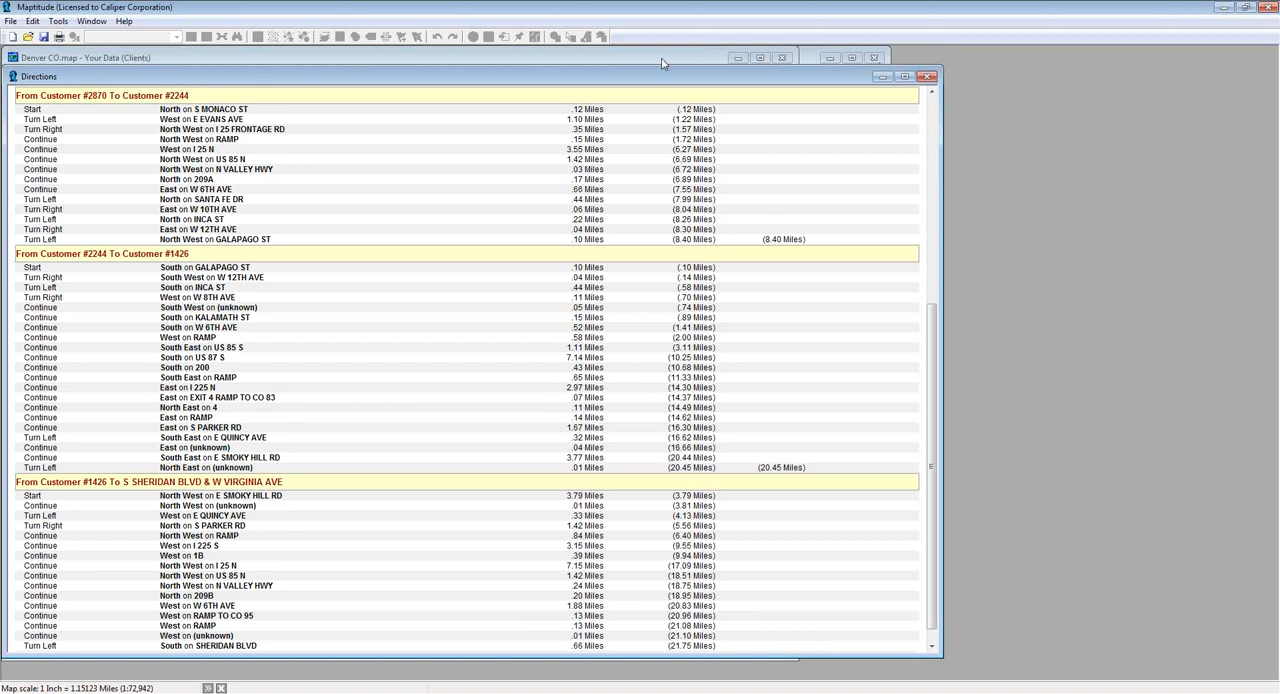 Maptitude (Licensed to Caliper Corporation)
File Edit Tools Window Help
Denver CO.map - Your Data (Clients)
Directions
From Customer #2870 To Customer #2244
Start North on S MONACO ST .12 Miles (.12 Miles)
Turn Left West on E EVANS AVE 1.10 Miles (1.22 Miles)
Turn Right North West on I 25 FRONTAGE RD .35 Miles (1.57 Miles)
Continue North West on RAMP .15 Miles (1.72 Miles)
Continue West on I 25 N 3.55 Miles (5.27 Miles)
Continue North West on US 85 N 1.42 Miles (6.69 Miles)
Continue North West on N VALLEY HWY .03 Miles (6.72 Miles)
Continue North on 209A .17 Miles (6.89 Miles)
Continue East on W 6TH AVE .66 Miles (7.55 Miles)
Turn Left North on SANTA FE DR .44 Miles (7.99 Miles)
Turn Right East on W 10TH AVE .06 Miles (8.04 Miles)
Turn Left North on INCA ST .22 Miles (8.26 Miles)
Turn Right East on W 12TH AVE .04 Miles (8.30 Miles)
Turn Left North West on GALAPAGO ST .10 Miles (8.40 Miles) (8.40 Miles)
From Customer #2244 To Customer #1426
Start South on GALAPAGO ST .10 Miles (.10 Miles)
Turn Right South West on W 12TH AVE .04 Miles (.14 Miles)
Turn Left South on INCA ST .44 Miles (.58 Miles)
Turn Right West on W 8TH AVE .11 Miles (.70 Miles)
Continue South West on (unknown) .05 Miles (.74 Miles)
Continue South on KALAMATH ST .15 Miles (.89 Miles)
Continue South on W 6TH AVE .52 Miles (1.41 Miles)
Continue West on RAMP .58 Miles (2.00 Miles)
Continue South East on US 85 S 1.11 Miles (3.11 Miles)
Continue South on US 87 S 7.14 Miles (10.25 Miles)
Continue South on 200 .43 Miles (10.68 Miles)
Continue South East on RAMP .65 Miles (11.33 Miles)
Continue East on I 225 N 2.97 Miles (14.30 Miles)
Continue East on EXIT 4 RAMP TO CO 83 .07 Miles (14.37 Miles)
Continue North East on 4 .11 Miles (14.49 Miles)
Continue East on RAMP .14 Miles (14.62 Miles)
Continue East on S PARKER RD 1.67 Miles (16.30 Miles)
Turn Left South East on E QUINCY AVE .32 Miles (16.62 Miles)
Continue East on (unknown) .04 Miles (16.66 Miles)
Continue South East on E SMOKY HILL RD 3.77 Miles (20.44 Miles)
Turn Left North East on (unknown) .01 Miles (20.45 Miles) (20.45 Miles)
From Customer #1426 To S SHERIDAN BLVD & W VIRGINIA AVE
Start North West on E SMOKY HILL RD 3.79 Miles (3.79 Miles)
Continue North West on (unknown) .01 Miles (3.81 Miles)
Turn Left West on E QUINCY AVE .33 Miles (4.13 Miles)
Turn Right North on S PARKER RD 1.42 Miles (5.56 Miles)
Continue North West on RAMP .84 Miles (6.40 Miles)
Continue West on I 225 S 3.15 Miles (9.55 Miles)
Continue West on 1B .39 Miles (9.94 Miles)
Continue North West on I 25 N 7.15 Miles (17.09 Miles)
Continue North West on US 85 N 1.42 Miles (18.51 Miles)
Continue North West on N VALLEY HWY .24 Miles (18.75 Miles)
Continue North on 209B .20 Miles (18.95 Miles)
Continue West on W 6TH AVE 1.88 Miles (20.83 Miles)
Continue West on RAMP TO CO 95 .13 Miles (20.96 Miles)
Continue West on RAMP .13 Miles (21.08 Miles)
Continue West on (unknown) .01 Miles (21.10 Miles)
Turn Left South on SHERIDAN BLVD .66 Miles (21.75 Miles)
Map scale: 1 Inch = 1.15123 Miles (1:72,942)